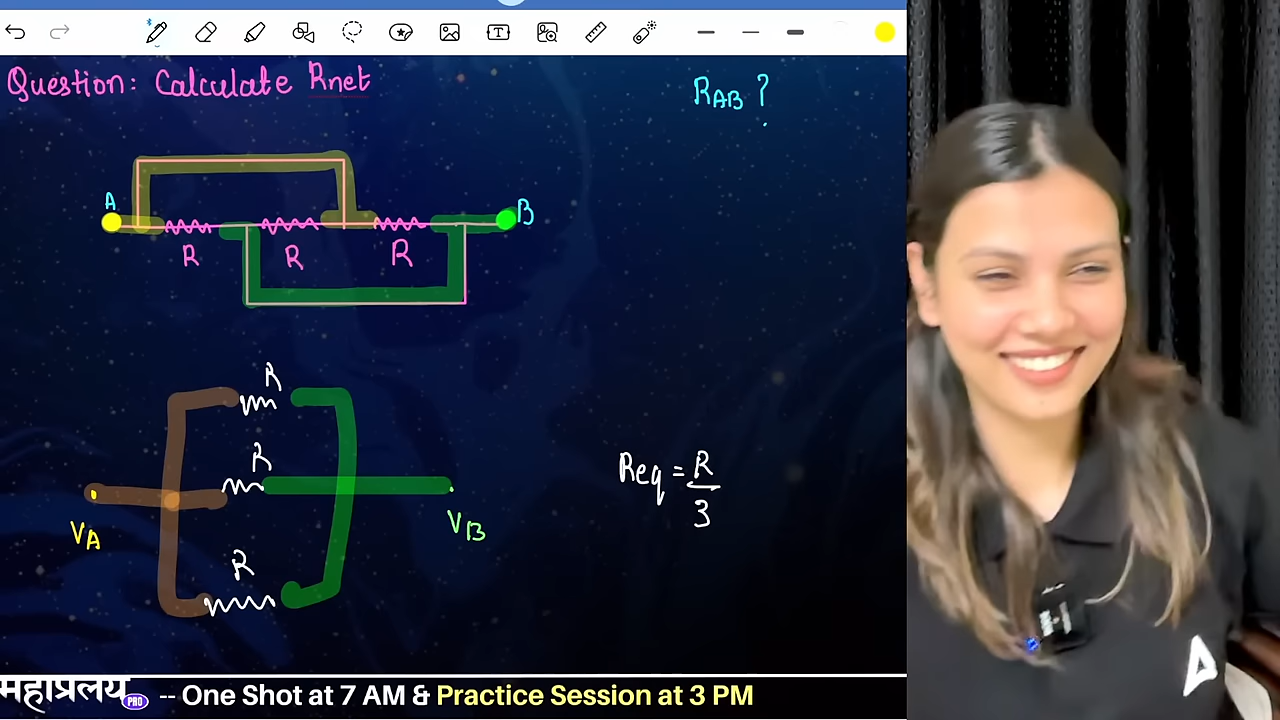 Question: Calculate Rnet
RAB ?
A
B
R
R
R
R
R
R
VA
VB
Req = R
3
महाप्रलय PRO -- One Shot at 7 AM & Practice Session at 3 PM